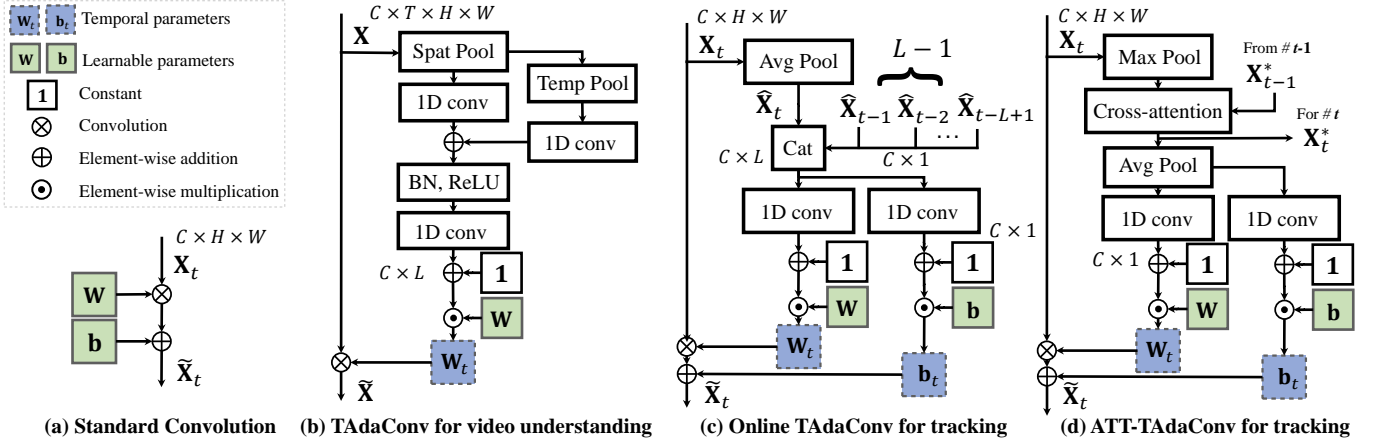 W_t b_t Temporal parameters
W b Learnable parameters
1 Constant
⊗ Convolution
⊕ Element-wise addition
⊙ Element-wise multiplication
C × H × W
X_t
W
b
X̃_t
(a) Standard Convolution
C × T × H × W
X
Spat Pool
Temp Pool
1D conv
1D conv
BN, ReLU
1D conv
C × L
1
W
W_t
X̃
(b) TAdaConv for video understanding
C × H × W
X_t
Avg Pool
L − 1
X̂_t
X̂_{t−1} X̂_{t−2} X̂_{t−L+1}
...
Cat
C × L
C × 1
1D conv 1D conv
C × 1
1 1
W b
W_t
b_t
X̃_t
(c) Online TAdaConv for tracking
C × H × W
X_t
Max Pool
From # t-1
X*_{t−1}
Cross-attention
For # t
X*_t
Avg Pool
1D conv 1D conv
C × 1
1 1
W b
W_t
b_t
X̃_t
(d) ATT-TAdaConv for tracking